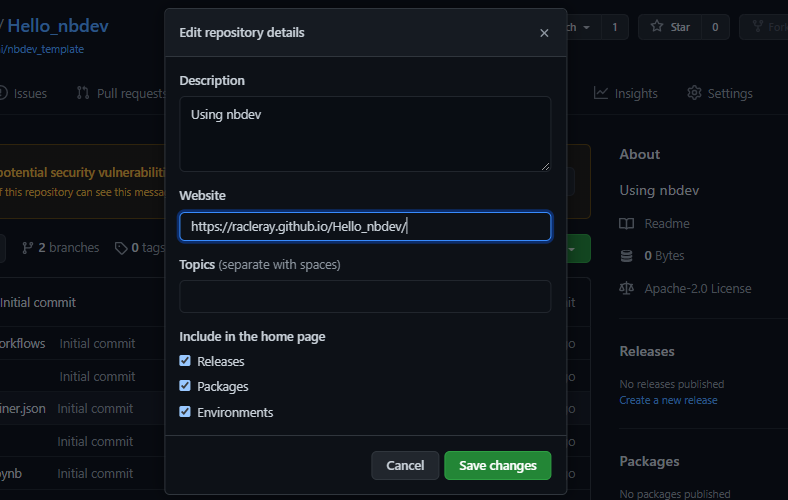 / Hello_nbdev
i/nbdev_template
Issues
Pull requests
Insights
Settings
1
Star
0
Fork
potential security vulnerabiliti
f this repository can see this messa
2 branches
0 tags
Initial commit
orkflows Initial commit
Initial commit
iner.json Initial commit
Initial commit
ynb Initial commit
Edit repository details
Description
Using nbdev
Website
https://racleray.github.io/Hello_nbdev/
Topics (separate with spaces)
Include in the home page
Releases
Packages
Environments
Cancel
Save changes
About
Using nbdev
Readme
0 Bytes
Apache-2.0 License
Releases
No releases published
Create a new release
Packages
No packages published